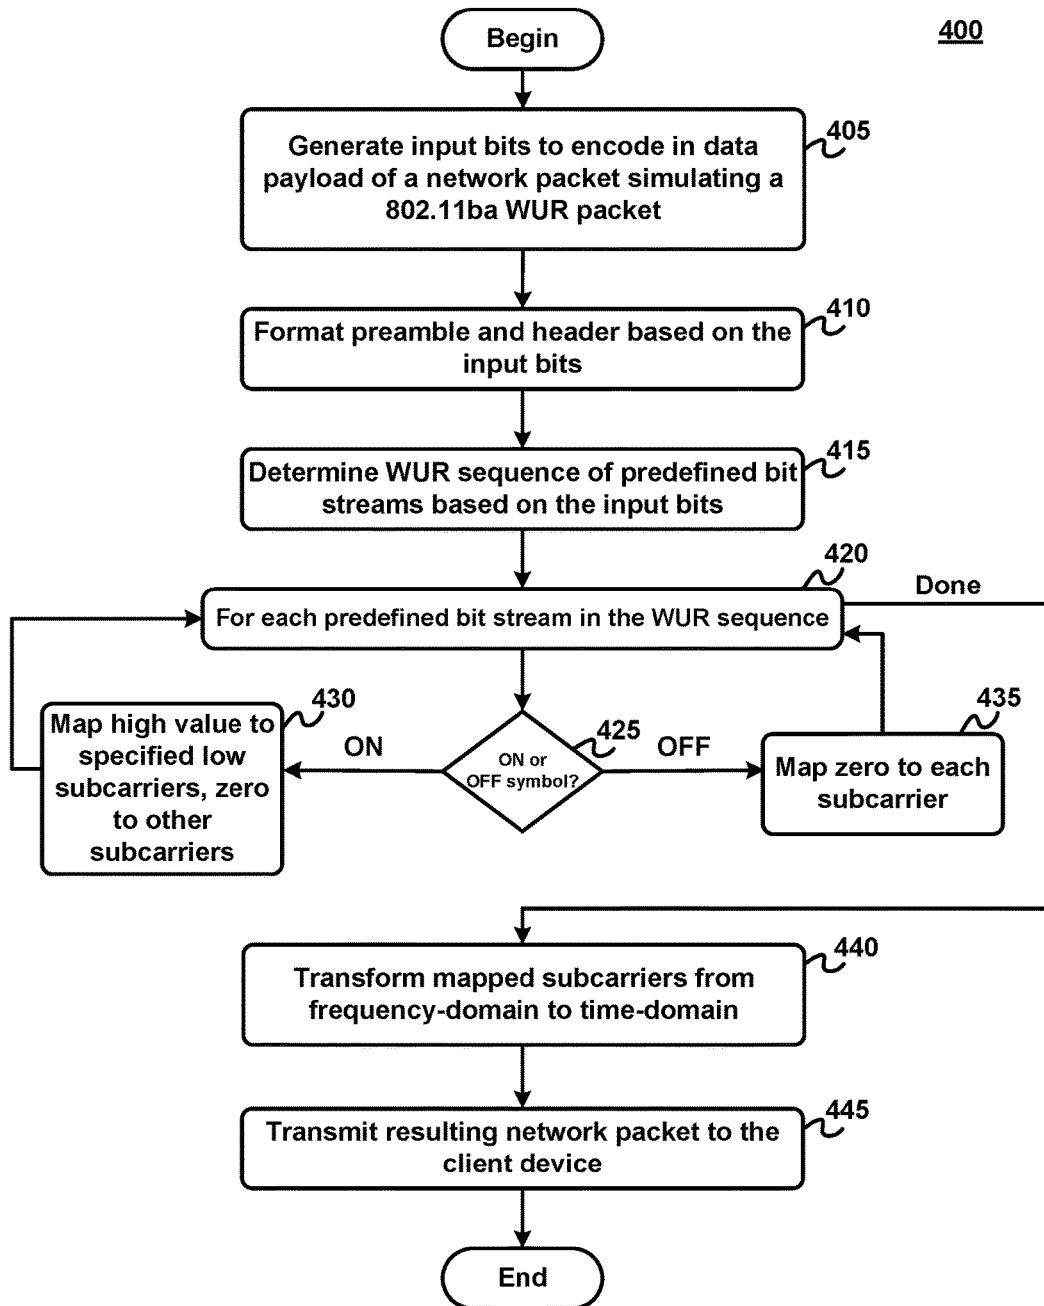 Begin
400
405
Generate input bits to encode in data
payload of a network packet simulating a
802.11ba WUR packet
410
Format preamble and header based on the
input bits
415
Determine WUR sequence of predefined bit
streams based on the input bits
420
Done
For each predefined bit stream in the WUR sequence
430
Map high value to
specified low
subcarriers, zero
to other
subcarriers
ON
425
ON or
OFF symbol?
OFF
435
Map zero to each
subcarrier
440
Transform mapped subcarriers from
frequency-domain to time-domain
445
Transmit resulting network packet to the
client device
End